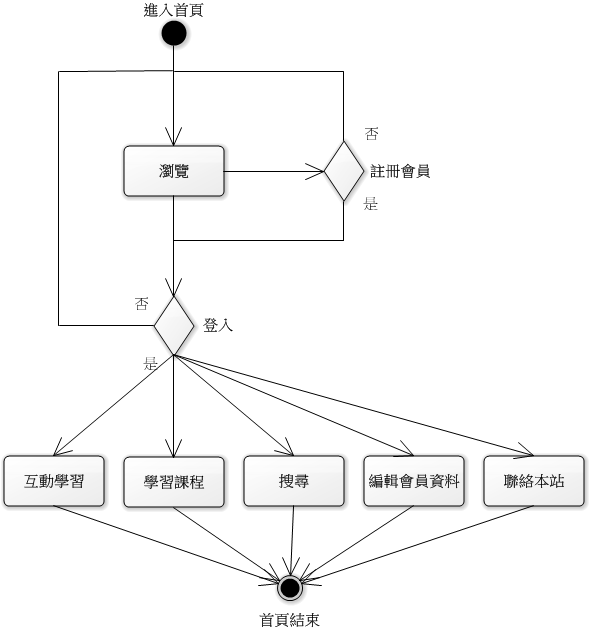 進入首頁
否
瀏覽
註冊會員
是
否
登入
是
互動學習
學習課程
搜尋
編輯會員資料
聯絡本站
首頁結束